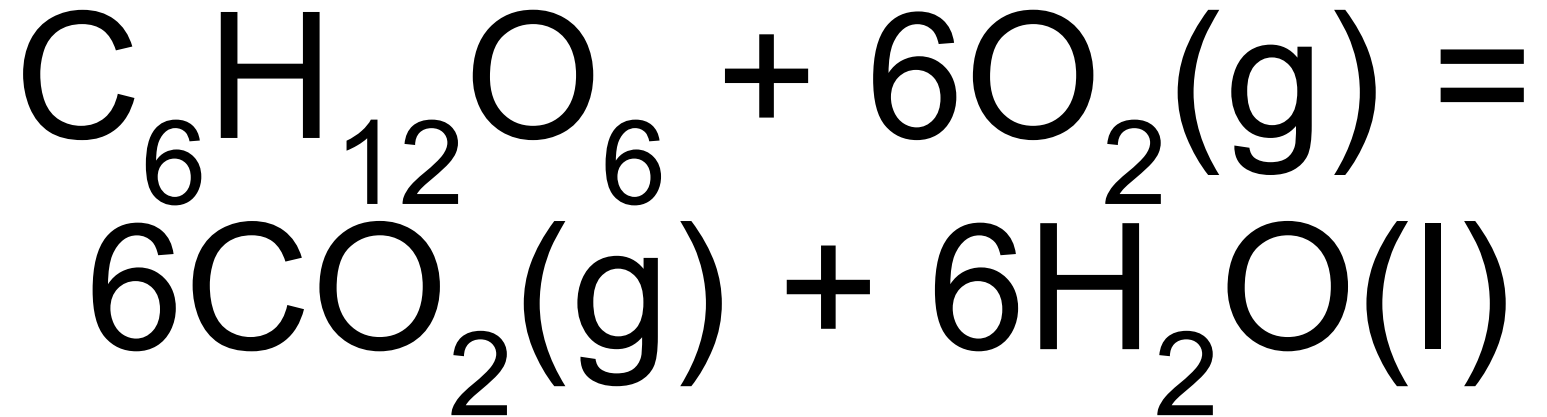 C₆H₁₂O₆ + 6O₂(g) =
6CO₂(g) + 6H₂O(l)